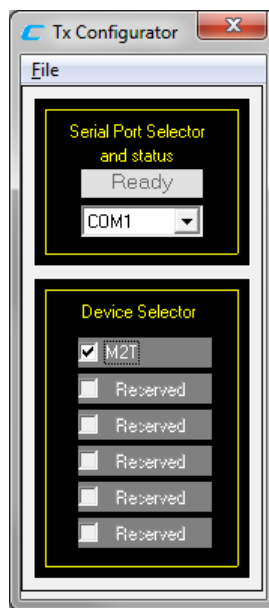 Tx Configurator
File
Serial Port Selector
and status
Ready
COM1
Device Selector
M2T
Reserved
Reserved
Reserved
Reserved
Reserved